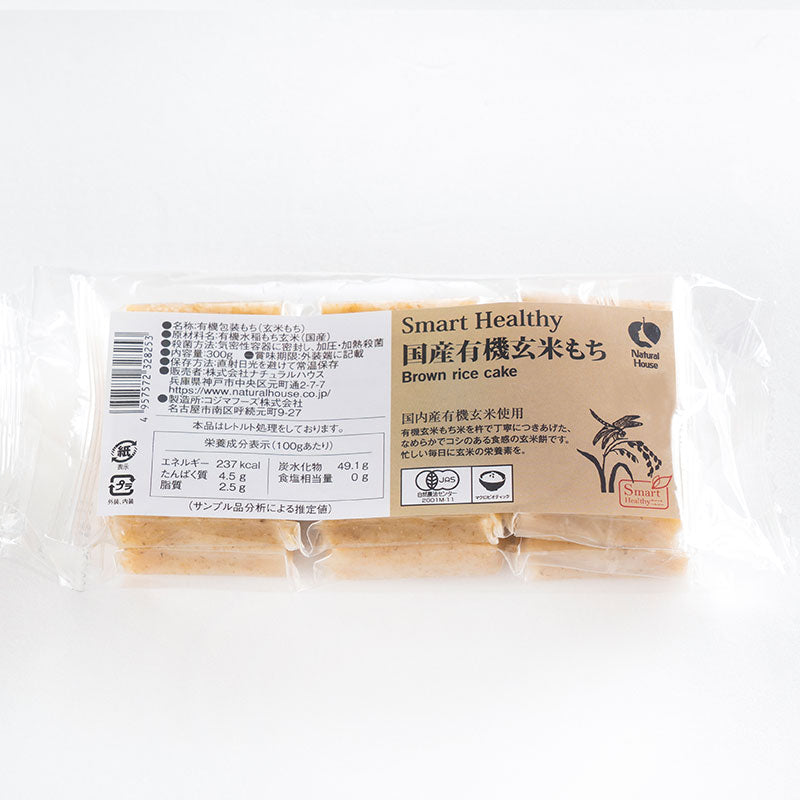 ●名称:有機包装もち(玄米もち)
●原材料名:有機水稲もち玄米(国産)
●殺菌方法:気密性容器に密封し、加圧・加熱殺菌
●内容量:300g ●賞味期限:外装端に記載
●保存方法:直射日光を避けて常温保存
●販売者:株式会社ナチュラルハウス
兵庫県神戸市中央区元町通2-7-7
https://www.naturalhouse.co.jp/
●製造所:コジマフーズ株式会社
名古屋市南区呼続元町9-27
本品はレトルト処理をしております。
栄養成分表示(100gあたり)
エネルギー 237kcal 炭水化物 49.1g
たんぱく質 4.5g 食塩相当量 0g
脂質 2.5g
(サンプル品分析による推定値)
4957572328253
紙
表示
プラ
外装、内装
Smart Healthy
国産有機玄米もち
Brown rice cake
Natural
House
国内産有機玄米使用
有機玄米もち米を杵で丁寧につきあげた、
なめらかでコシのある食感の玄米餅です。
忙しい毎日に玄米の栄養素を。
JAS
自然農法センター
2001M-11
マクロビオティック
Smart
Healthy